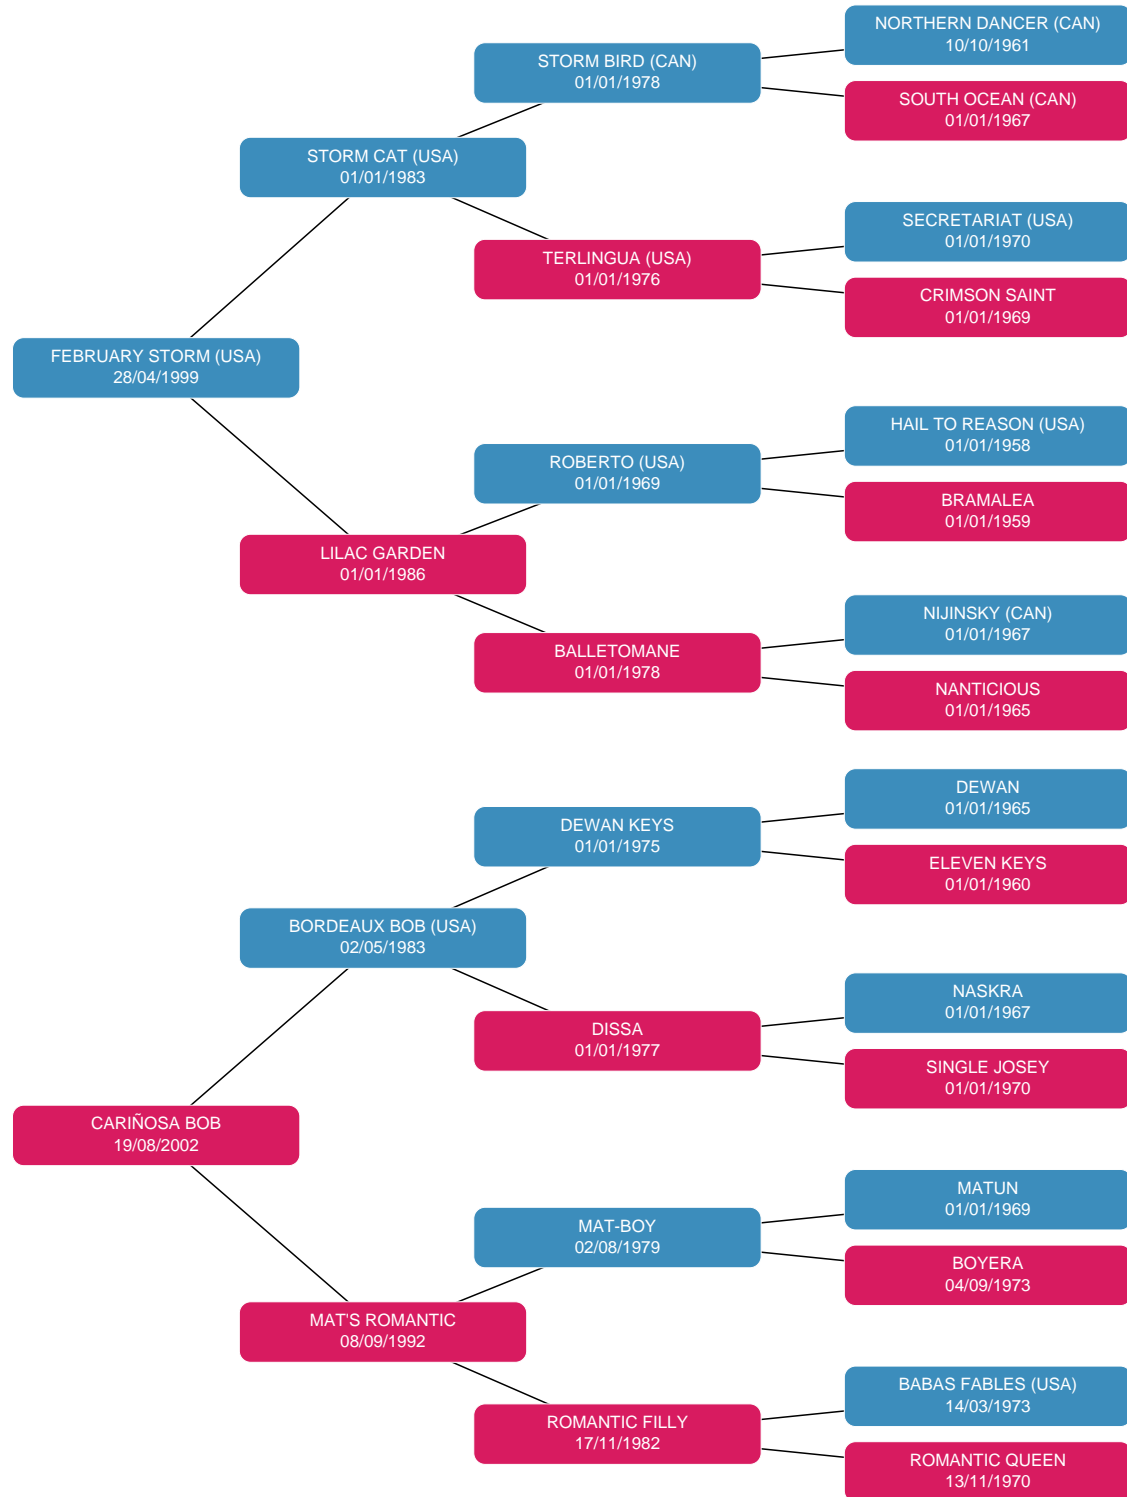 NORTHERN DANCER (CAN)
10/10/1961
STORM BIRD (CAN)
01/01/1978
SOUTH OCEAN (CAN)
01/01/1967
STORM CAT (USA)
01/01/1983
SECRETARIAT (USA)
01/01/1970
TERLINGUA (USA)
01/01/1976
CRIMSON SAINT
01/01/1969
FEBRUARY STORM (USA)
28/04/1999
HAIL TO REASON (USA)
01/01/1958
ROBERTO (USA)
01/01/1969
BRAMALEA
01/01/1959
LILAC GARDEN
01/01/1986
NIJINSKY (CAN)
01/01/1967
BALLETOMANE
01/01/1978
NANTICIOUS
01/01/1965
DEWAN
01/01/1965
DEWAN KEYS
01/01/1975
ELEVEN KEYS
01/01/1960
BORDEAUX BOB (USA)
02/05/1983
NASKRA
01/01/1967
DISSA
01/01/1977
SINGLE JOSEY
01/01/1970
CARIÑOSA BOB
19/08/2002
MATUN
01/01/1969
MAT-BOY
02/08/1979
BOYERA
04/09/1973
MAT'S ROMANTIC
08/09/1992
BABAS FABLES (USA)
14/03/1973
ROMANTIC FILLY
17/11/1982
ROMANTIC QUEEN
13/11/1970